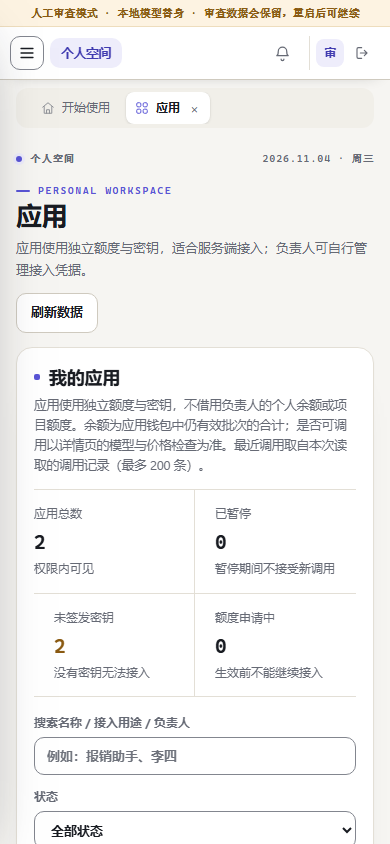 人工审查模式 · 本地模型替身 · 审查数据会保留，重启后可继续
个人空间
审
开始使用
应用
×
个人空间
2026.11.04 · 周三
PERSONAL WORKSPACE
应用
应用使用独立额度与密钥，适合服务端接入；负责人可自行管
理接入凭据。
刷新数据
我的应用
应用使用独立额度与密钥，不借用负责人的个人余额或项
目额度。余额为应用钱包中仍有效批次的合计；是否可调
用以详情页的模型与价格检查为准。最近调用取自本次读
取的调用记录（最多 200 条）。
应用总数
2
权限内可见
已暂停
0
暂停期间不接受新调用
未签发密钥
2
没有密钥无法接入
额度申请中
0
生效前不能继续接入
搜索名称 / 接入用途 / 负责人
例如：报销助手、李四
状态
全部状态